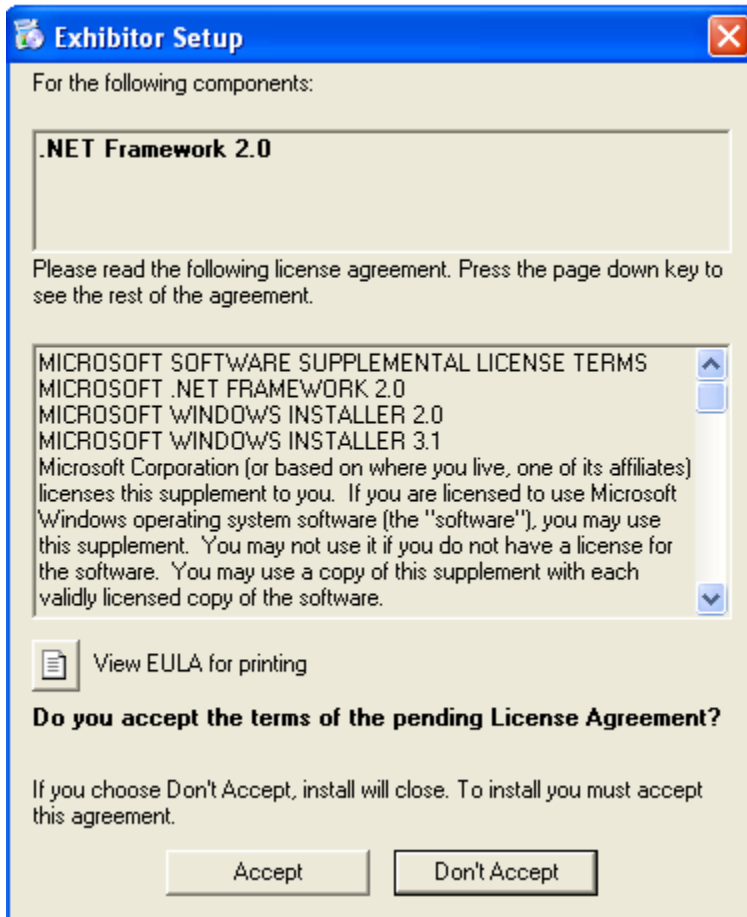 Exhibitor Setup
For the following components:
.NET Framework 2.0
Please read the following license agreement. Press the page down key to
see the rest of the agreement.
MICROSOFT SOFTWARE SUPPLEMENTAL LICENSE TERMS
MICROSOFT .NET FRAMEWORK 2.0
MICROSOFT WINDOWS INSTALLER 2.0
MICROSOFT WINDOWS INSTALLER 3.1
Microsoft Corporation (or based on where you live, one of its affiliates)
licenses this supplement to you.  If you are licensed to use Microsoft
Windows operating system software (the "software"), you may use
this supplement.  You may not use it if you do not have a license for
the software.  You may use a copy of this supplement with each
validly licensed copy of the software.
View EULA for printing
Do you accept the terms of the pending License Agreement?
If you choose Don't Accept, install will close. To install you must accept
this agreement.
Accept
Don't Accept